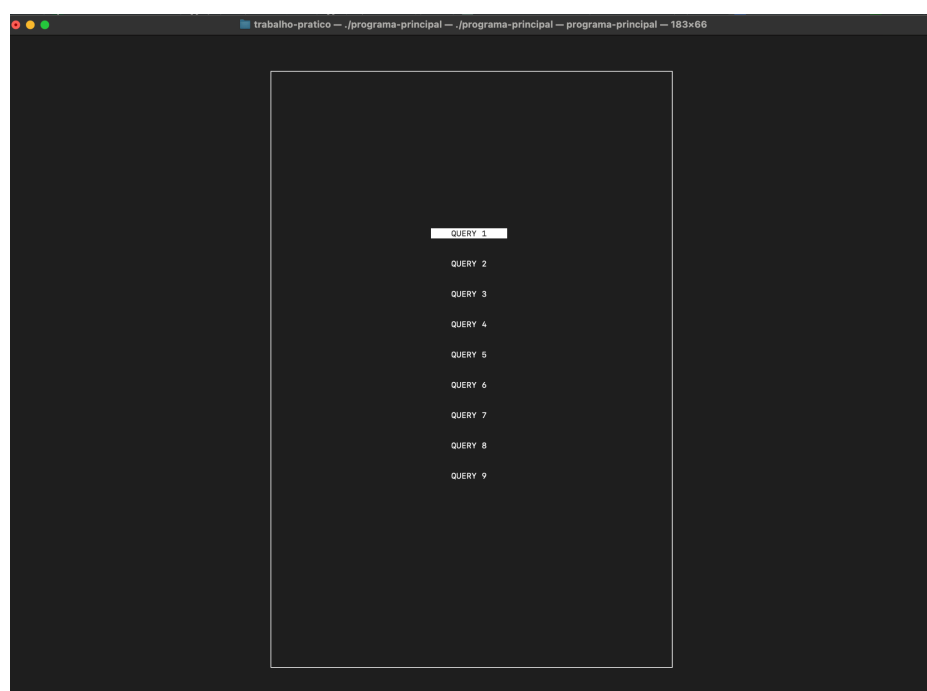 trabalho-pratico — ./programa-principal — ./programa-principal — programa-principal — 183×66
QUERY 1
QUERY 2
QUERY 3
QUERY 4
QUERY 5
QUERY 6
QUERY 7
QUERY 8
QUERY 9